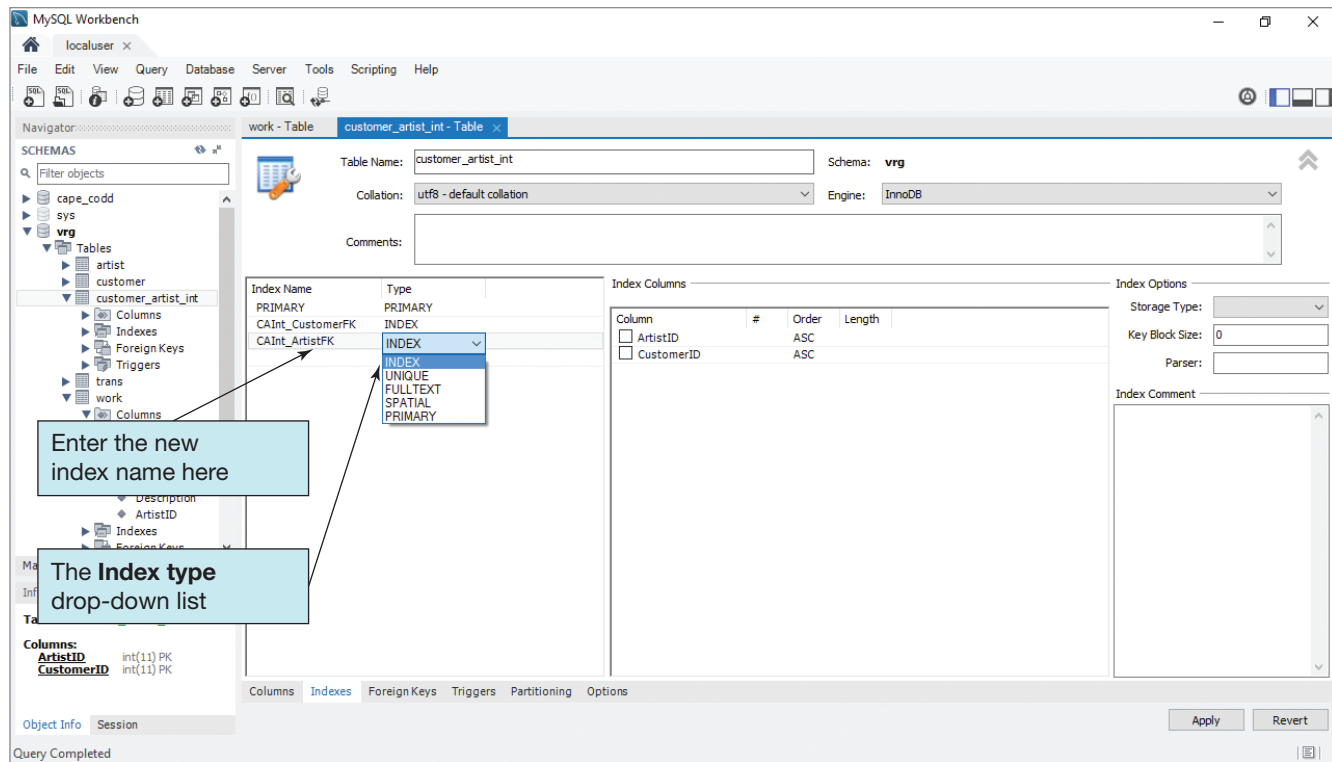 MySQL Workbench
localuser
File Edit View Query Database Server Tools Scripting Help
SQL SQL
Navigator
SCHEMAS
Filter objects
cape_codd
sys
vrg
Tables
artist
customer
customer_artist_int
Columns
Indexes
Foreign Keys
Triggers
trans
work
Columns
Description
ArtistID
Indexes
Foreign Keys
Columns:
ArtistID int(11) PK
CustomerID int(11) PK
Object Info Session
Query Completed
work - Table customer_artist_int - Table
Table Name: customer_artist_int Schema: vrg
Collation: utf8 - default collation Engine: InnoDB
Comments:
Index Name Type
PRIMARY PRIMARY
CAInt_CustomerFK INDEX
CAInt_ArtistFK INDEX
INDEX
UNIQUE
FULLTEXT
SPATIAL
PRIMARY
Enter the new
index name here
The Index type
drop-down list
Index Columns
Column # Order Length
ArtistID ASC
CustomerID ASC
Index Options
Storage Type:
Key Block Size: 0
Parser:
Index Comment
Columns Indexes Foreign Keys Triggers Partitioning Options
Apply Revert